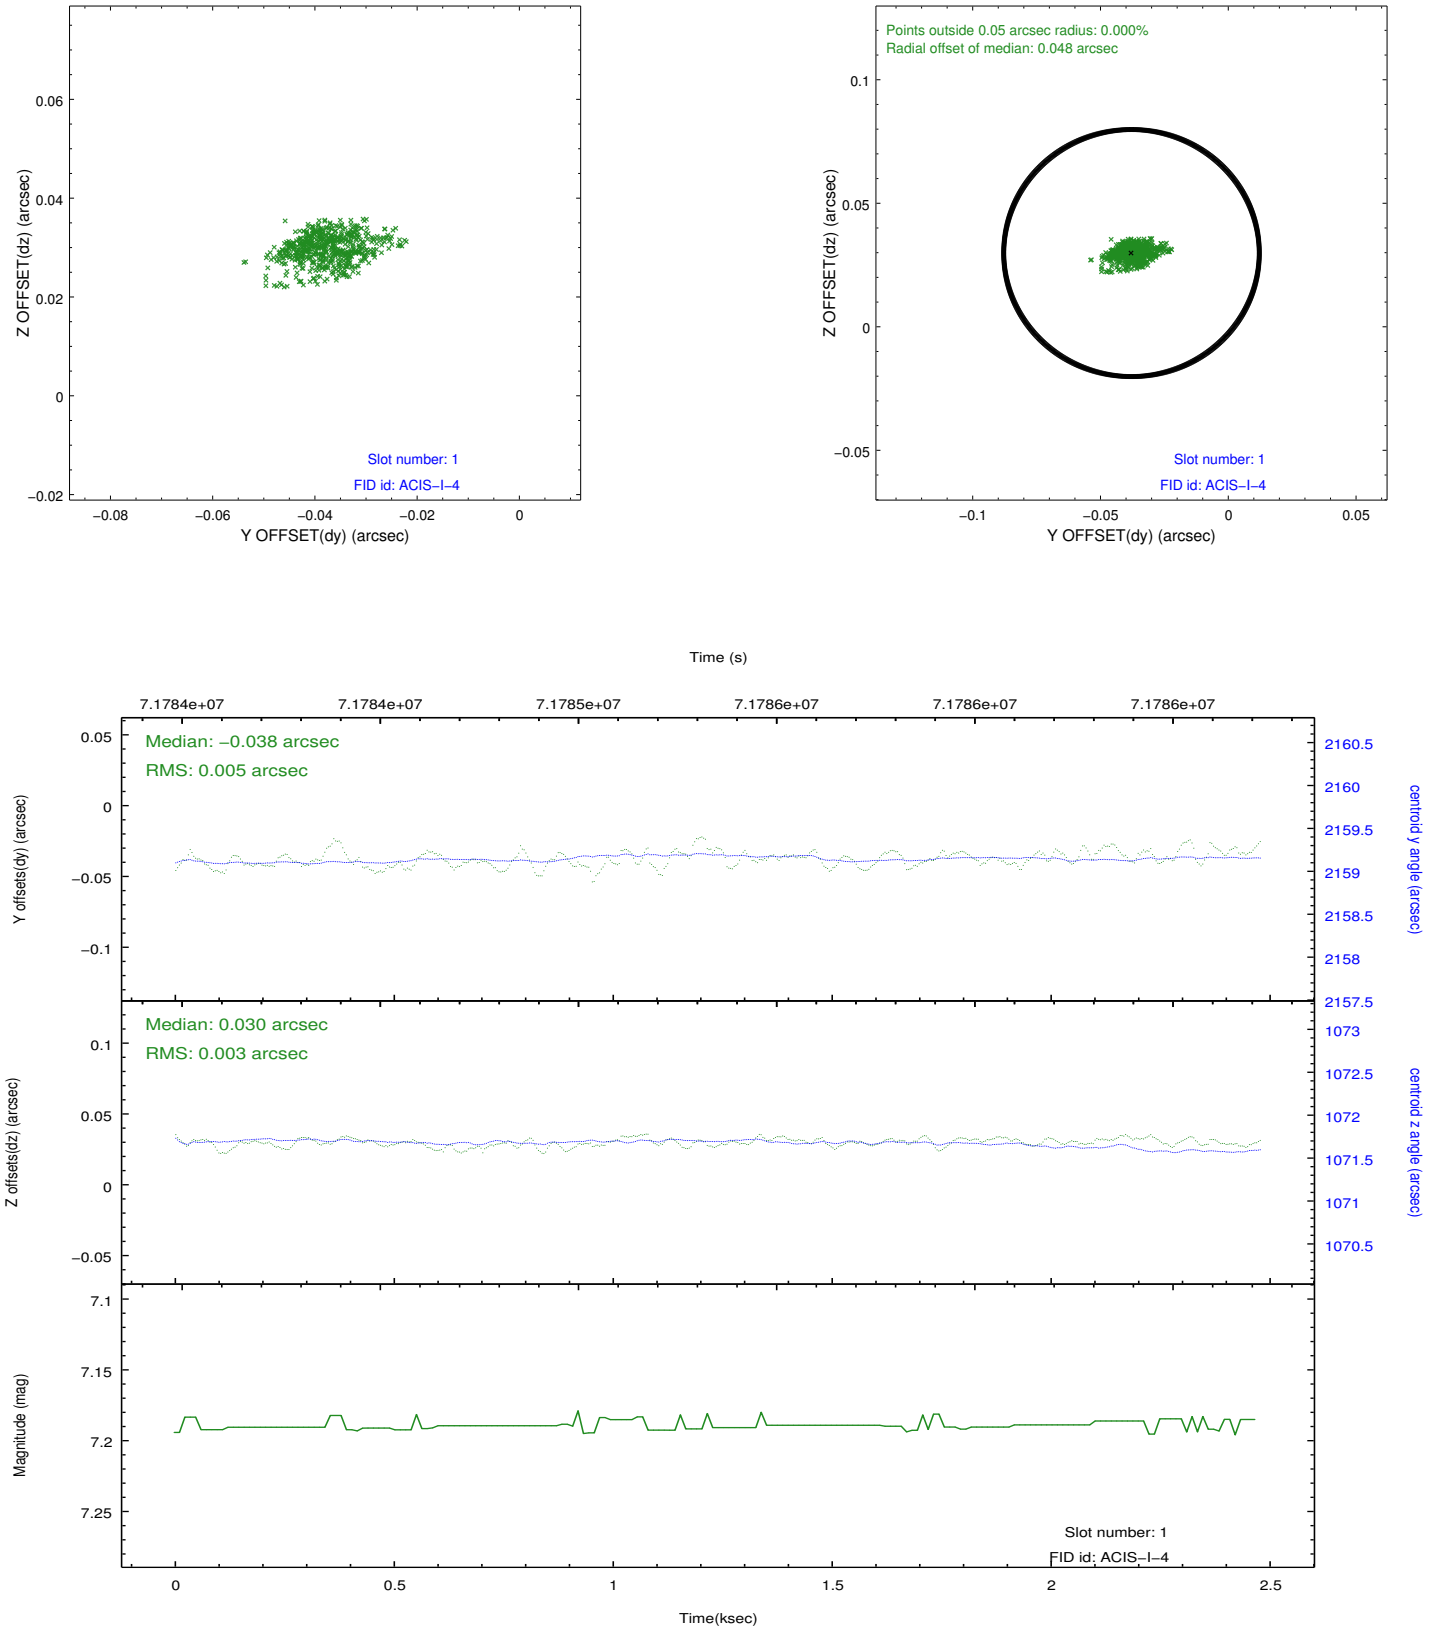 0.06
0.04
0.02
0
−0.02
Z OFFSET(dz) (arcsec)
Slot number: 1
FID id: ACIS−I−4
−0.08 −0.06 −0.04 −0.02 0
Y OFFSET(dy) (arcsec)
Points outside 0.05 arcsec radius: 0.000%
Radial offset of median: 0.048 arcsec
0.1
0.05
0
−0.05
Z OFFSET(dz) (arcsec)
Slot number: 1
FID id: ACIS−I−4
−0.1 −0.05 0 0.05
Y OFFSET(dy) (arcsec)
Time (s)
7.1784e+07 7.1784e+07 7.1785e+07 7.1786e+07 7.1786e+07 7.1786e+07
Median: −0.038 arcsec
RMS: 0.005 arcsec
0.05
0
−0.05
−0.1
Y offsets(dy) (arcsec)
2160.5
2160
2159.5
2159
2158.5
2158
2157.5
centroid y angle (arcsec)
Median: 0.030 arcsec
RMS: 0.003 arcsec
0.1
0.05
0
−0.05
Z offsets(dz) (arcsec)
1073
1072.5
1072
1071.5
1071
1070.5
centroid z angle (arcsec)
7.1
7.15
7.2
7.25
Magnitude (mag)
Slot number: 1
FID id: ACIS−I−4
0 0.5 1 1.5 2 2.5
Time(ksec)